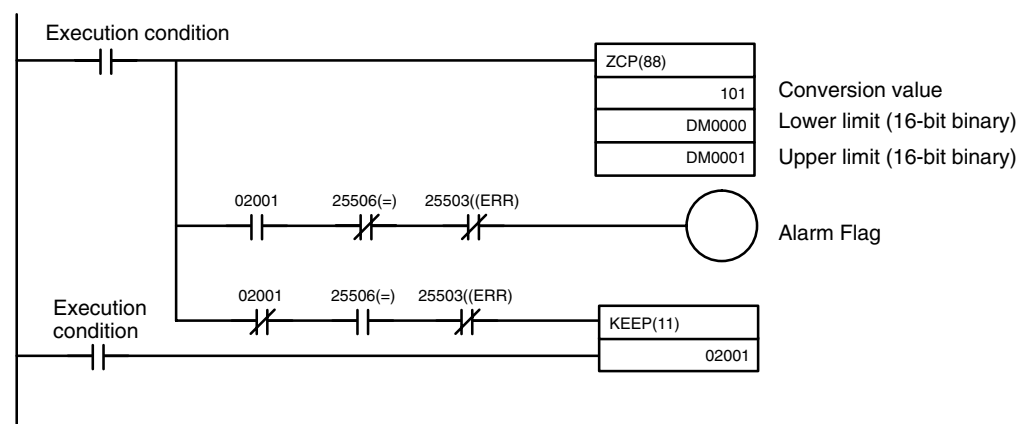 Execution condition
ZCP(88)
101 Conversion value
DM0000 Lower limit (16-bit binary)
DM0001 Upper limit (16-bit binary)
02001 25506(=) 25503((ERR)
Alarm Flag
02001 25506(=) 25503((ERR)
Execution
condition
KEEP(11)
02001